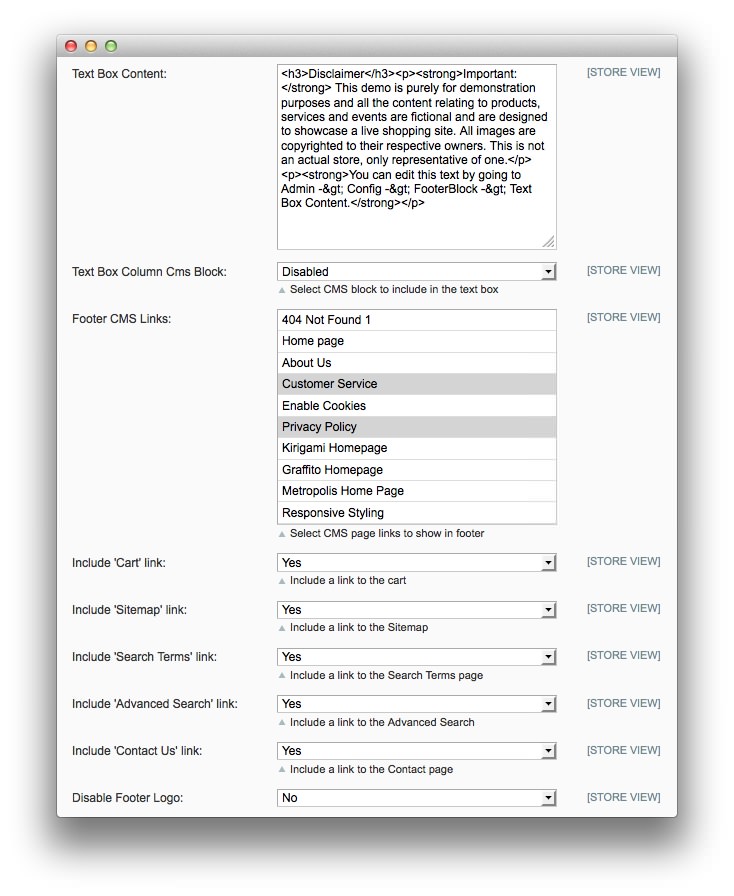 Text Box Content:
<h3>Disclaimer</h3><p><strong>Important:
</strong> This demo is purely for demonstration
purposes and all the content relating to products,
services and events are fictional and are designed
to showcase a live shopping site. All images are
copyrighted to their respective owners. This is not
an actual store, only representative of one.</p>
<p><strong>You can edit this text by going to
Admin -&gt; Config -&gt; FooterBlock -&gt; Text
Box Content.</strong></p>
[STORE VIEW]
Text Box Column Cms Block:
Disabled
[STORE VIEW]
Select CMS block to include in the text box
Footer CMS Links:
[STORE VIEW]
404 Not Found 1
Home page
About Us
Customer Service
Enable Cookies
Privacy Policy
Kirigami Homepage
Graffito Homepage
Metropolis Home Page
Responsive Styling
Select CMS page links to show in footer
Include 'Cart' link:
Yes
[STORE VIEW]
Include a link to the cart
Include 'Sitemap' link:
Yes
[STORE VIEW]
Include a link to the Sitemap
Include 'Search Terms' link:
Yes
[STORE VIEW]
Include a link to the Search Terms page
Include 'Advanced Search' link:
Yes
[STORE VIEW]
Include a link to the Advanced Search
Include 'Contact Us' link:
Yes
[STORE VIEW]
Include a link to the Contact page
Disable Footer Logo:
No
[STORE VIEW]